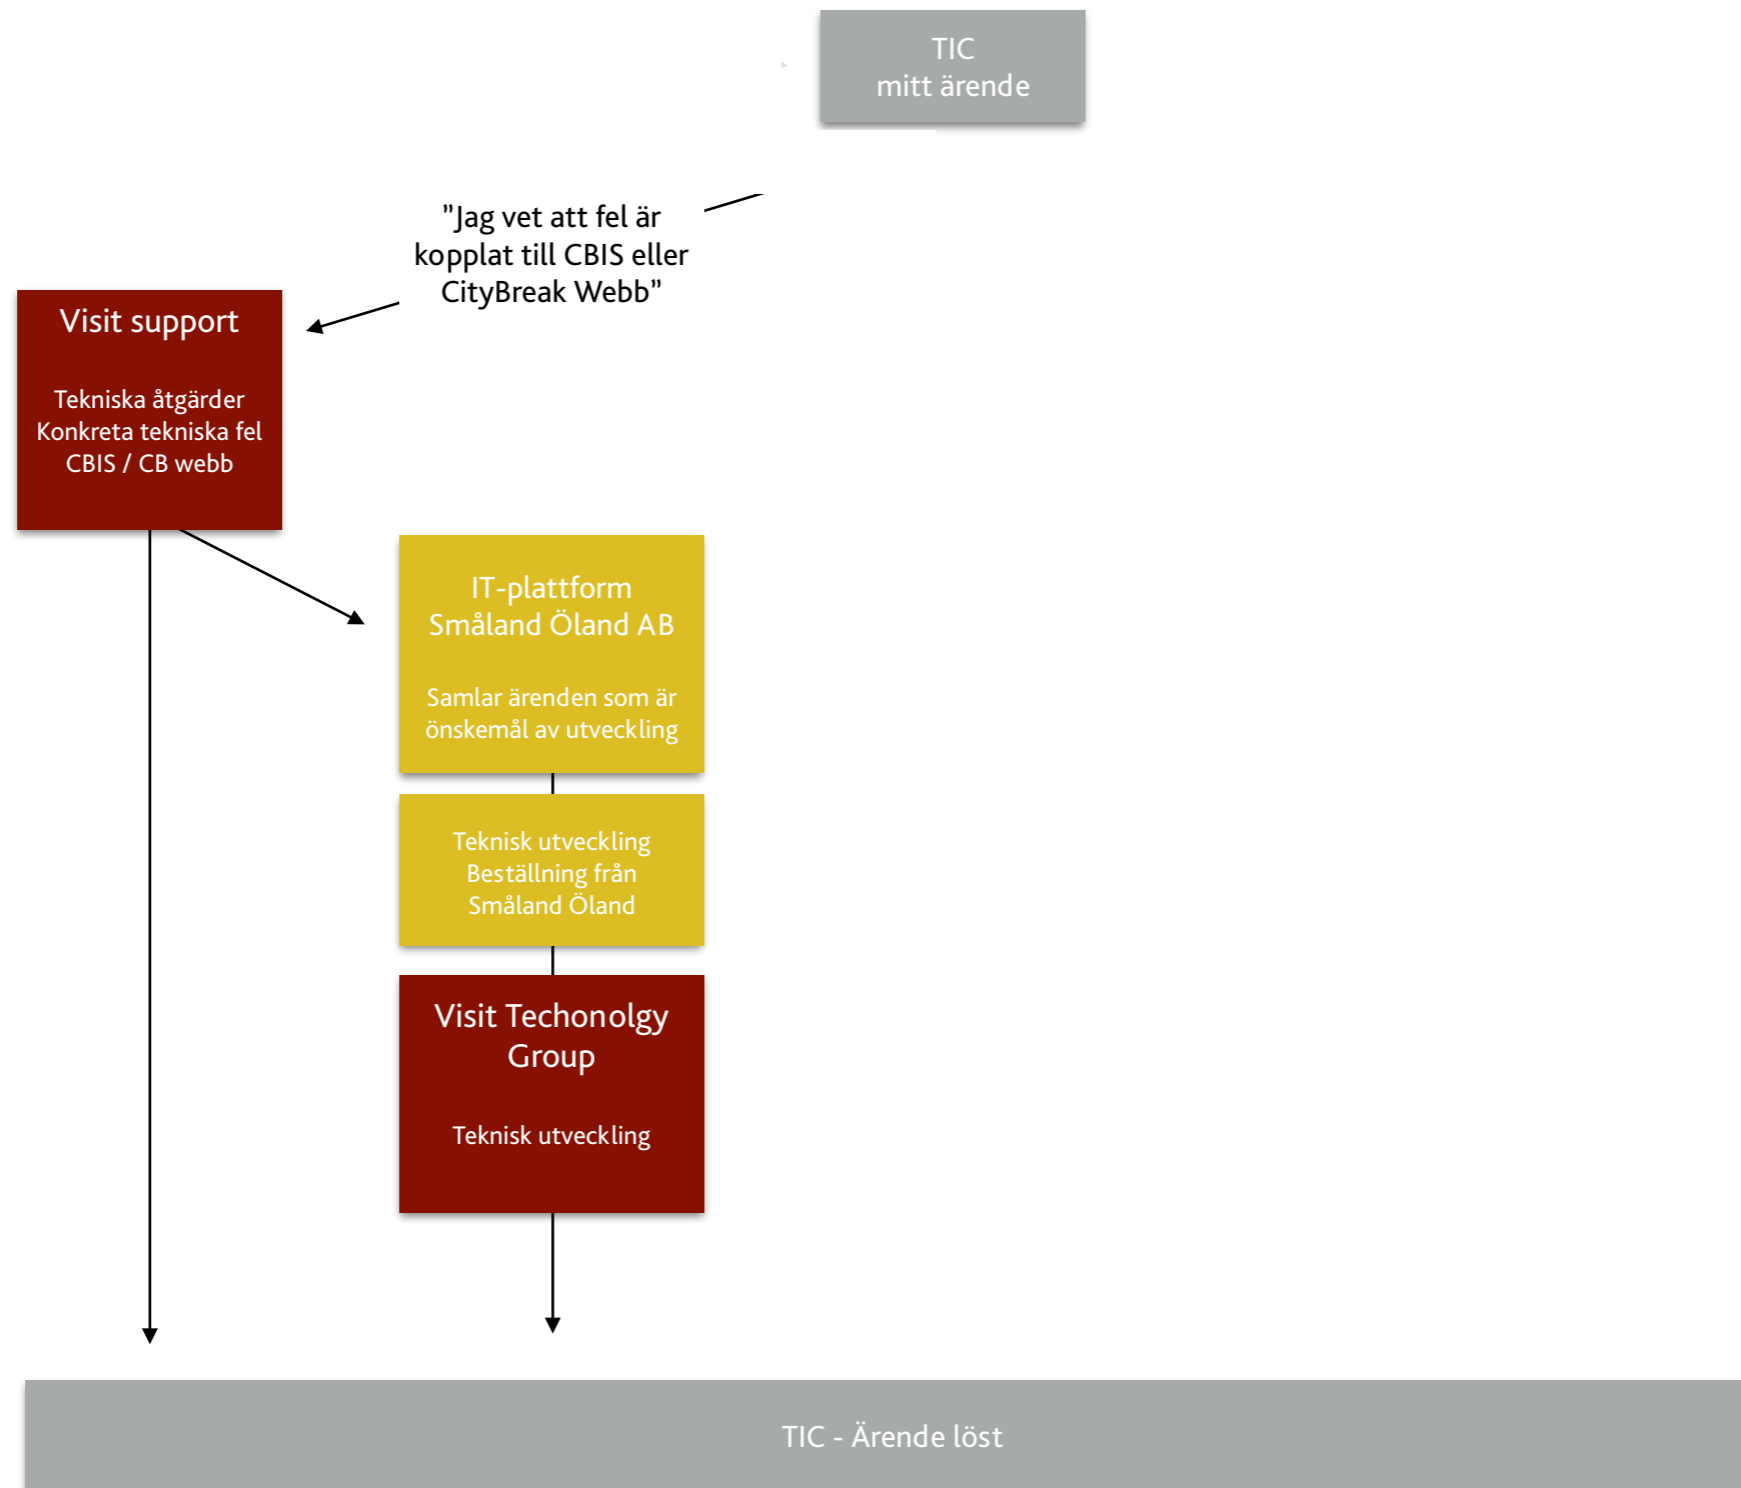 TIC
mitt ärende
”Jag vet att fel är
kopplat till CBIS eller
CityBreak Webb”
Visit support
Tekniska åtgärder
Konkreta tekniska fel
CBIS / CB webb
IT-plattform
Småland Öland AB
Samlar ärenden som är
önskemål av utveckling
Teknisk utveckling
Beställning från
Småland Öland
Visit Techonolgy
Group
Teknisk utveckling
TIC - Ärende löst